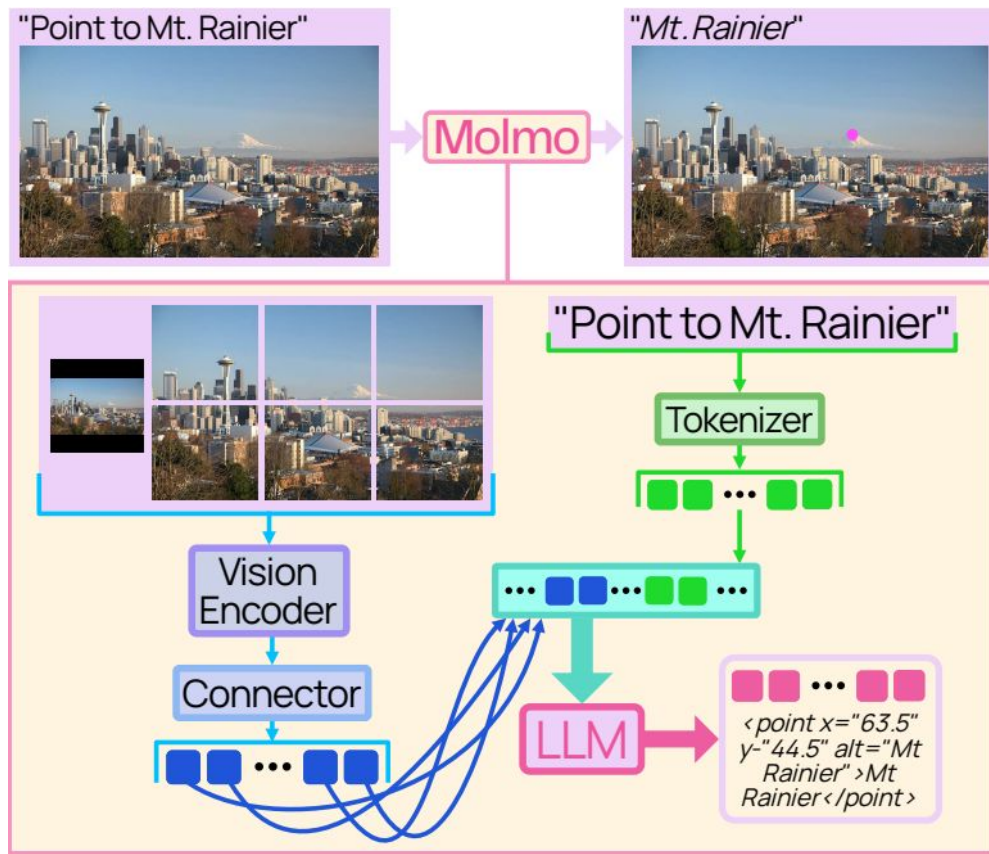 "Point to Mt. Rainier"
Molmo
"Mt. Rainier"
"Point to Mt. Rainier"
Tokenizer
Vision
Encoder
Connector
LLM
<point x="63.5"
y-"44.5" alt="Mt
Rainier">Mt
Rainier</point>